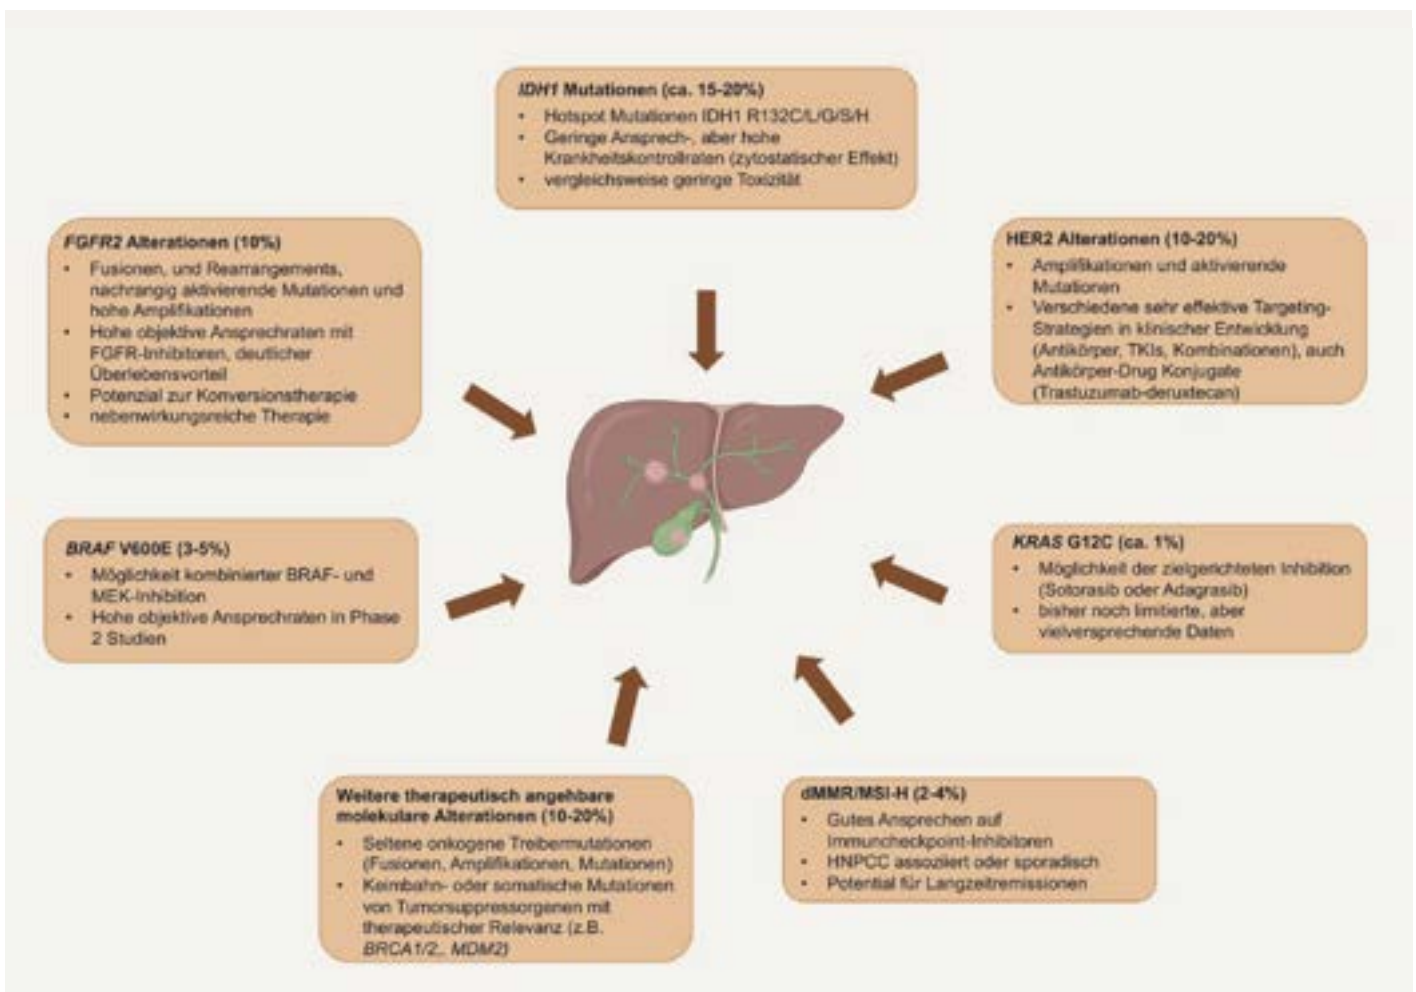 IDH1 Mutationen (ca. 15-20%)
• Hotspot Mutationen IDH1 R132C/L/G/S/H
• Geringe Ansprech-, aber hohe
Krankheitskontrollraten (zytostatischer Effekt)
• vergleichsweise geringe Toxizität
FGFR2 Alterationen (10%)
• Fusionen, und Rearrangements,
nachrangig aktivierende Mutationen und
hohe Amplifikationen
• Hohe objektive Ansprechraten mit
FGFR-Inhibitoren, deutlicher
Überlebensvorteil
• Potenzial zur Konversionstherapie
• nebenwirkungsreiche Therapie
HER2 Alterationen (10-20%)
• Amplifikationen und aktivierende
Mutationen
• Verschiedene sehr effektive Targeting-
Strategien in klinischer Entwicklung
(Antikörper, TKIs, Kombinationen), auch
Antikörper-Drug Konjugate
(Trastuzumab-deruxtecan)
BRAF V600E (3-5%)
• Möglichkeit kombinierter BRAF- und
MEK-Inhibition
• Hohe objektive Ansprechraten in Phase
2 Studien
KRAS G12C (ca. 1%)
• Möglichkeit der zielgerichteten Inhibition
(Sotorasib oder Adagrasib)
• bisher noch limitierte, aber
vielversprechende Daten
Weitere therapeutisch angehbare
molekulare Alterationen (10-20%)
• Seltene onkogene Treibermutationen
(Fusionen, Amplifikationen, Mutationen)
• Keimbahn- oder somatische Mutationen
von Tumorsuppressorgenen mit
therapeutischer Relevanz (z.B.
BRCA1/2,, MDM2)
dMMR/MSI-H (2-4%)
• Gutes Ansprechen auf
Immuncheckpoint-Inhibitoren
• HNPCC assoziiert oder sporadisch
• Potential für Langzeitremissionen